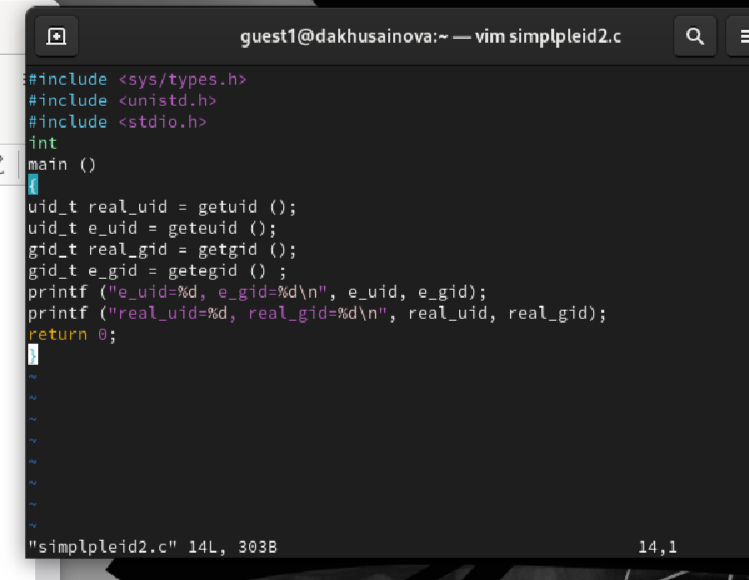 guest1@dakhusainova:~ — vim simplpleid2.c
#include <sys/types.h>
#include <unistd.h>
#include <stdio.h>
int
main ()
{
uid_t real_uid = getuid ();
uid_t e_uid = geteuid ();
gid_t real_gid = getgid ();
gid_t e_gid = getegid () ;
printf ("e_uid=%d, e_gid=%d\n", e_uid, e_gid);
printf ("real_uid=%d, real_gid=%d\n", real_uid, real_gid);
return 0;
}
~
~
~
~
~
~
~
~
"simplpleid2.c" 14L, 303B 14,1